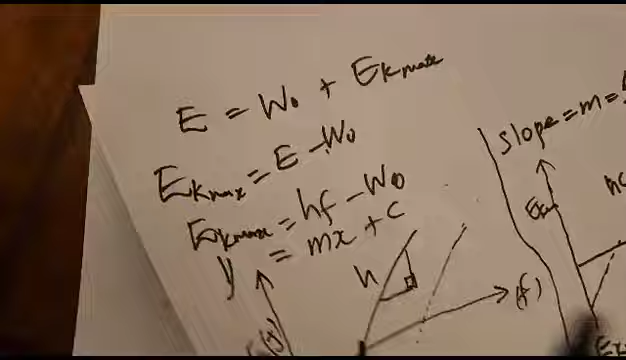 E = W₀ + Ekmax
Ekmax = E - W₀
Ekmax = hf - W₀
y = mx + c
h
(f)
slope = m =